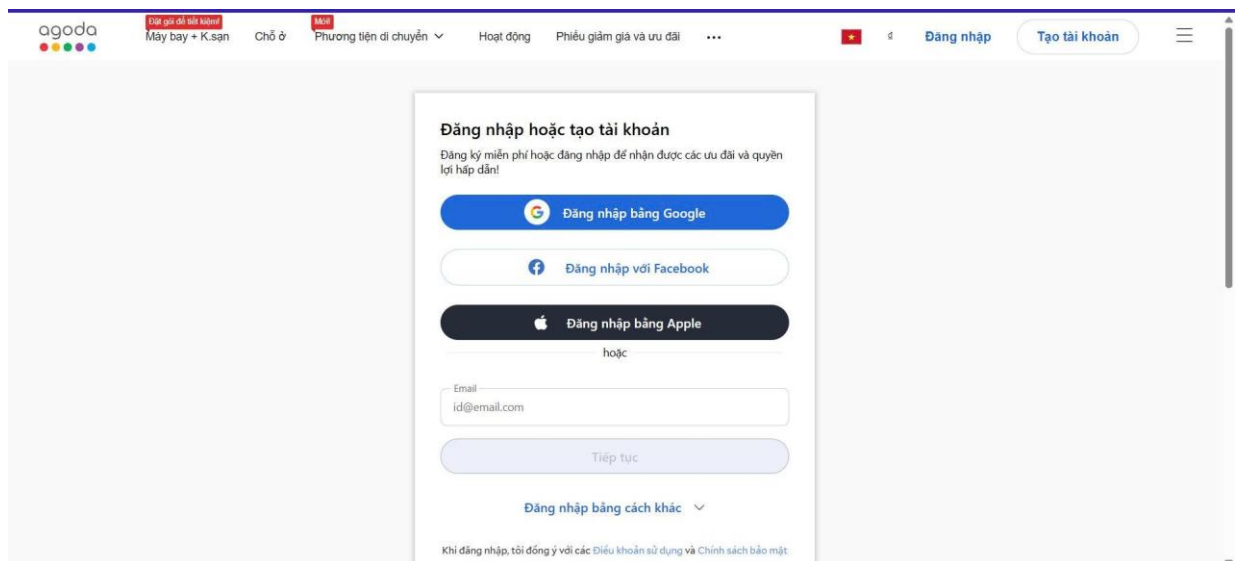 agoda
Đặt gói để tiết kiệm!
Máy bay + K.sạn
Chỗ ở
Mới!
Phương tiện di chuyển
Hoạt động
Phiếu giảm giá và ưu đãi
...
₫
Đăng nhập
Tạo tài khoản
Đăng nhập hoặc tạo tài khoản
Đăng ký miễn phí hoặc đăng nhập để nhận được các ưu đãi và quyền
lợi hấp dẫn!
Đăng nhập bằng Google
Đăng nhập với Facebook
Đăng nhập bằng Apple
hoặc
Email
id@email.com
Tiếp tục
Đăng nhập bằng cách khác
Khi đăng nhập, tôi đồng ý với các Điều khoản sử dụng và Chính sách bảo mật